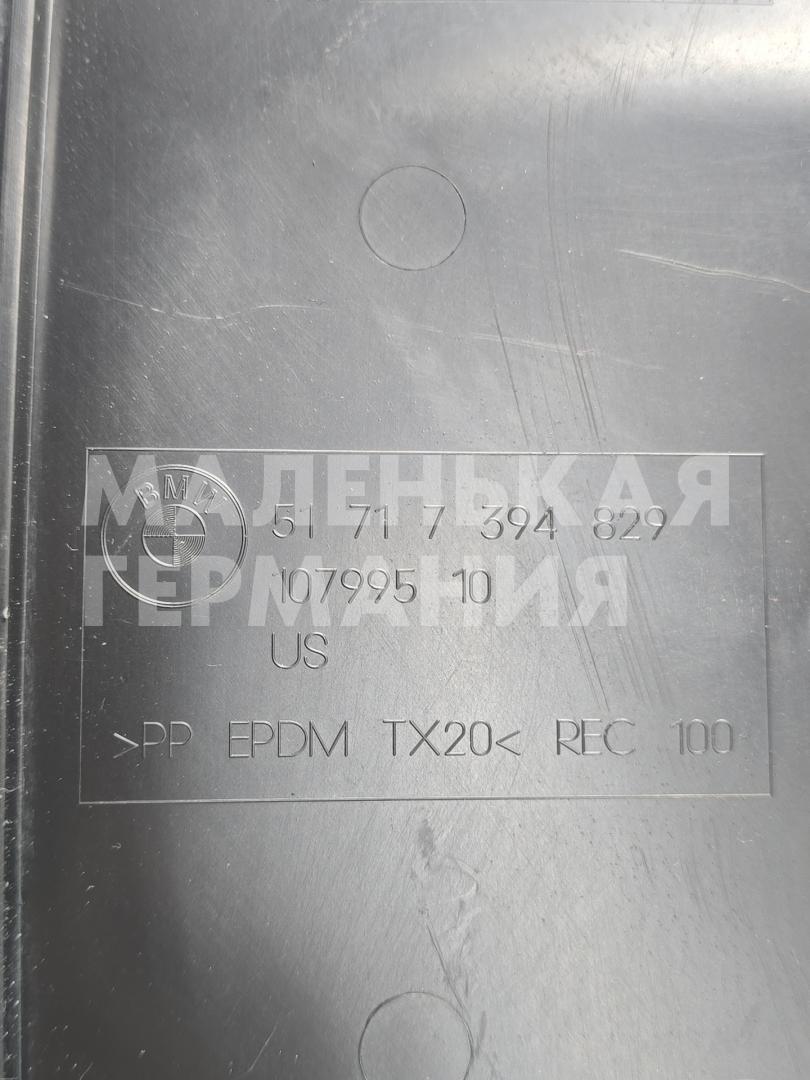 BMW 51 71 7 394 829
107995 10
US
>PP EPDM TX20< REC 100
МАЛЕНЬКАЯ
ГЕРМАНИЯ